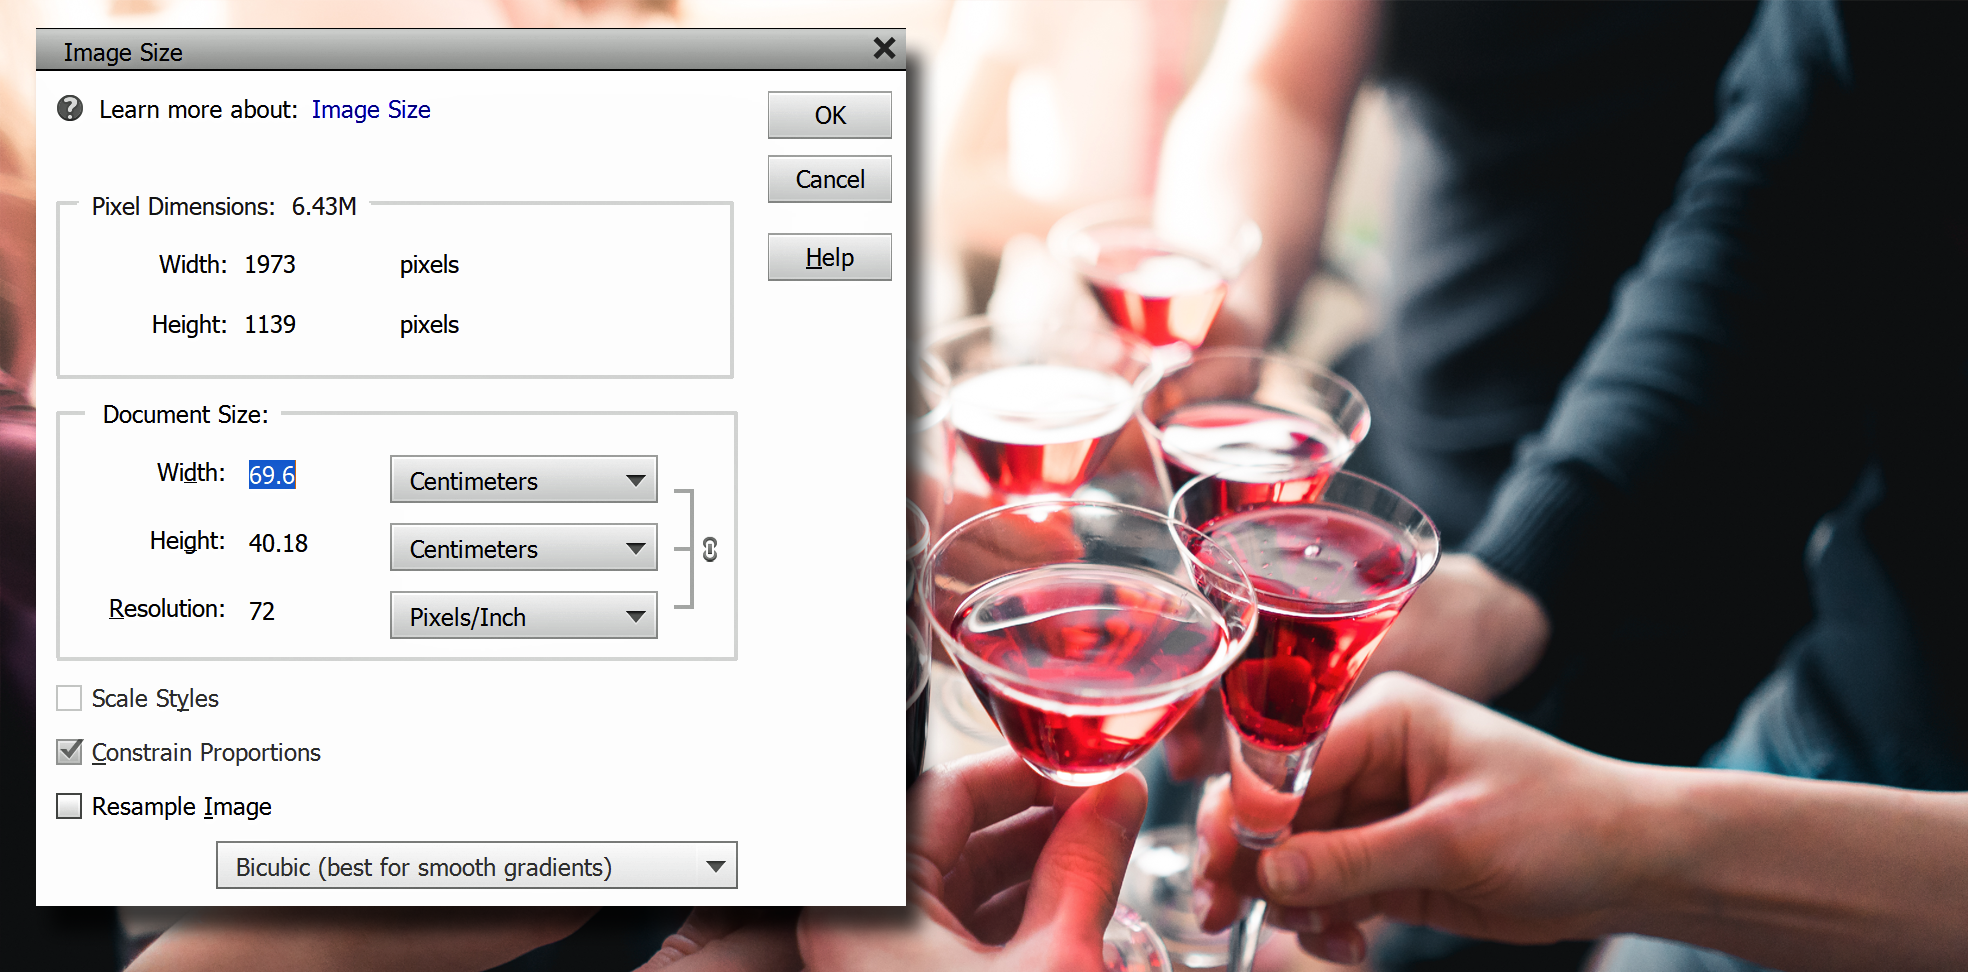 Image Size
Learn more about: Image Size
OK
Cancel
Help
Pixel Dimensions: 6.43M
Width: 1973 pixels
Height: 1139 pixels
Document Size:
Width: 69.6 Centimeters
Height: 40.18 Centimeters
Resolution: 72 Pixels/Inch
Scale Styles
Constrain Proportions
Resample Image
Bicubic (best for smooth gradients)